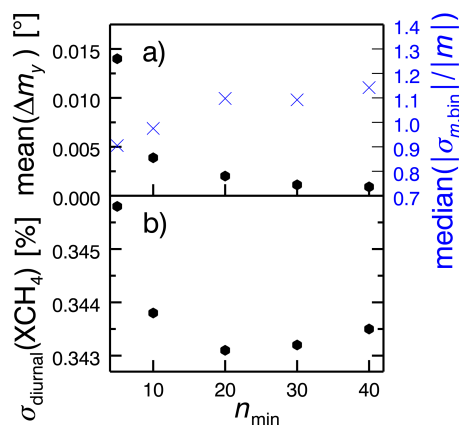 mean(Δm_y) [°]
0.015
0.010
0.005
0.000
a)
1.4
1.3
1.2
1.1
1.0
0.9
0.8
0.7
median(|σ_m,bin|/|m|)
σ_diurnal(XCH₄) [%]
0.345
0.344
0.343
b)
10 20 30 40
n_min